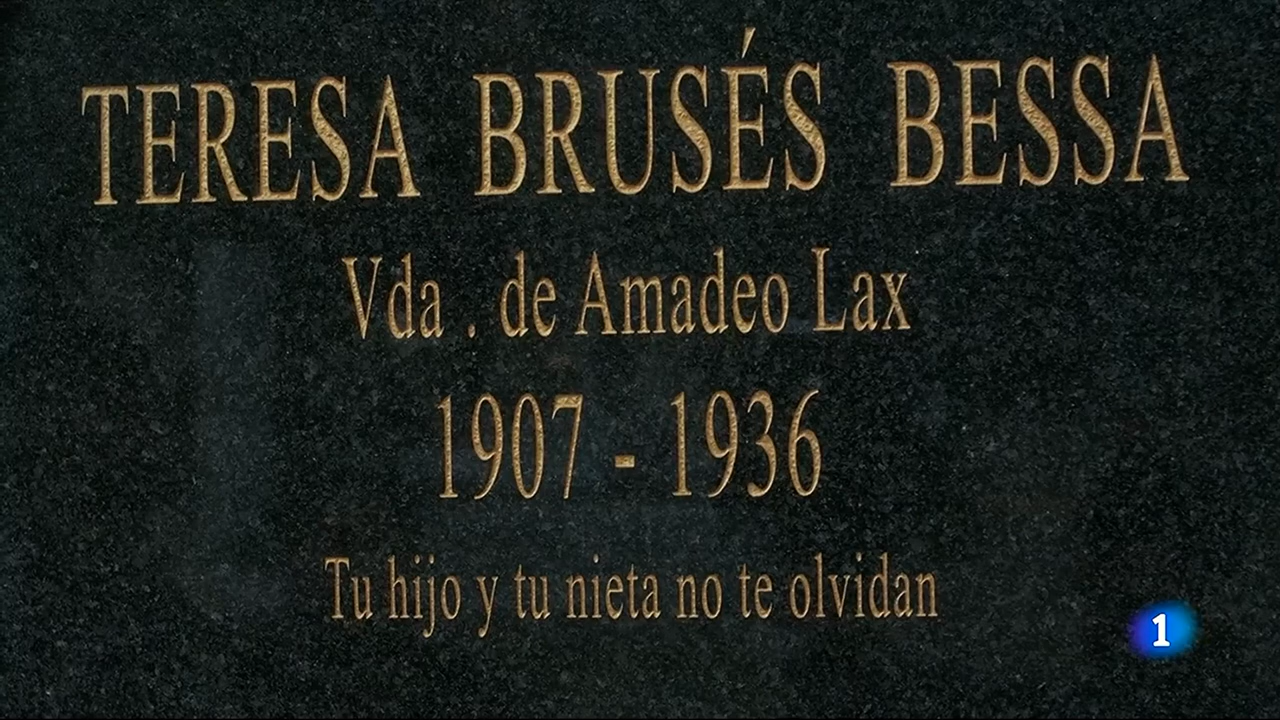 TERESA BRUSÉS BESSA
Vda . de Amadeo Lax
1907 - 1936
Tu hijo y tu nieta no te olvidan
1